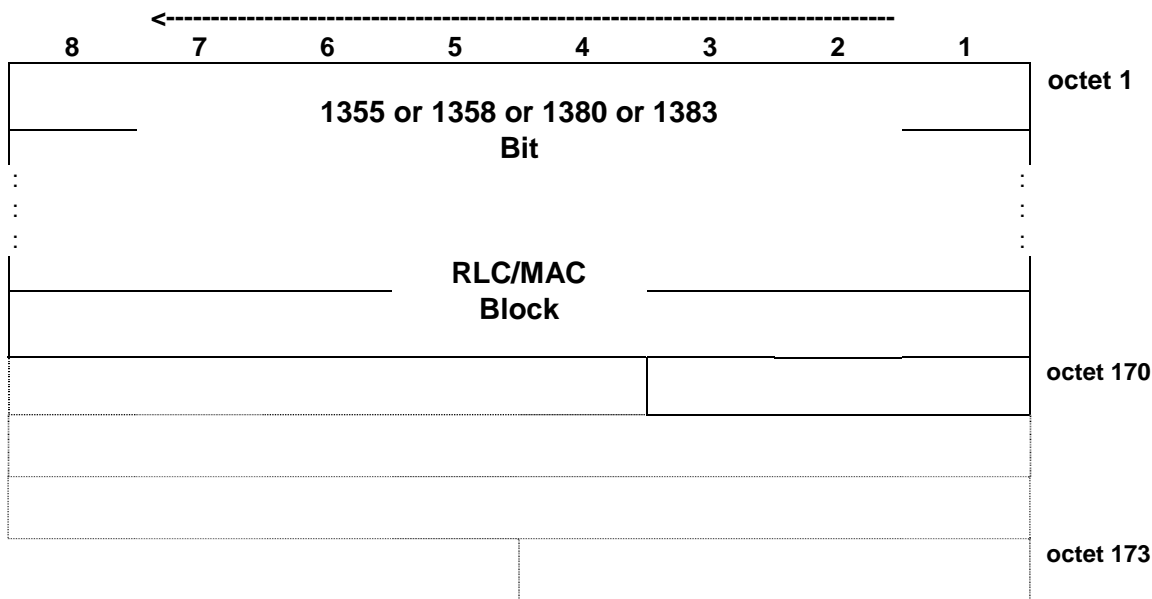 <---------------------------------------------------------------------------------
8 7 6 5 4 3 2 1
octet 1
1355 or 1358 or 1380 or 1383
Bit
: :
: :
: :
RLC/MAC
Block
octet 170
octet 173